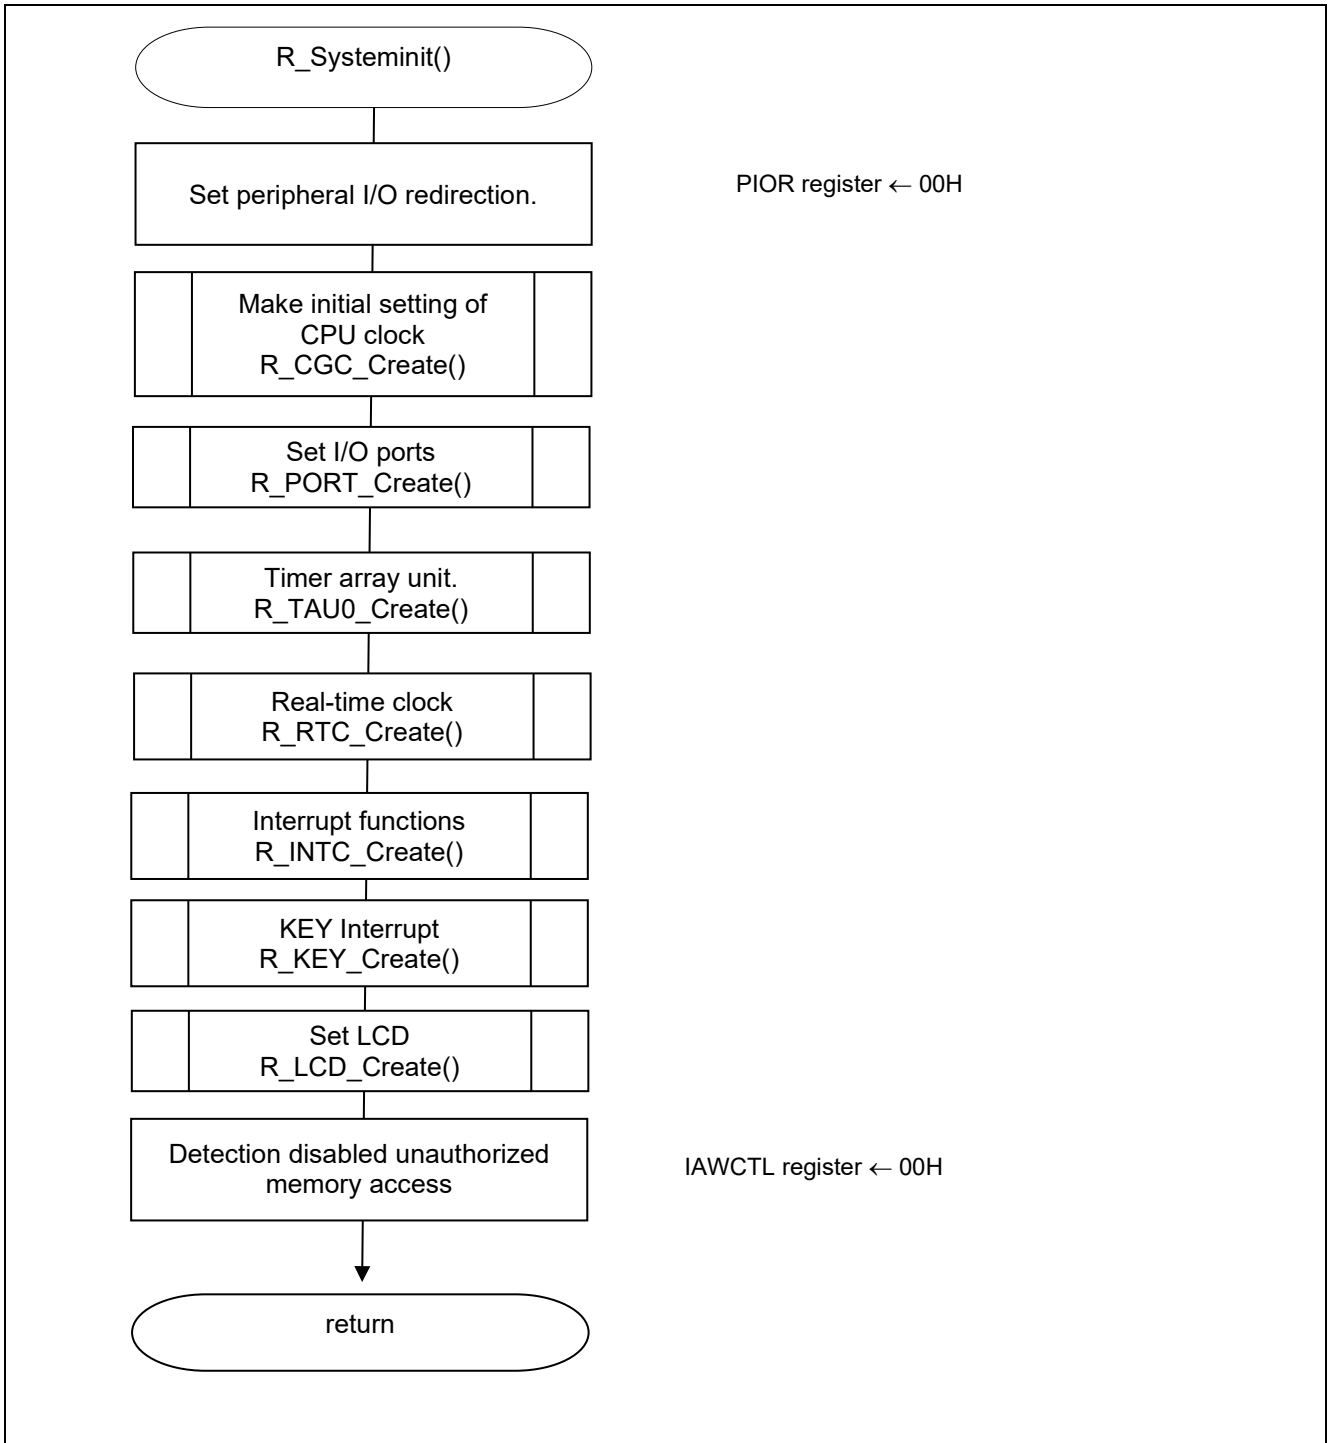 R_Systeminit()
Set peripheral I/O redirection.
PIOR register ← 00H
Make initial setting of
CPU clock
R_CGC_Create()
Set I/O ports
R_PORT_Create()
Timer array unit.
R_TAU0_Create()
Real-time clock
R_RTC_Create()
Interrupt functions
R_INTC_Create()
KEY Interrupt
R_KEY_Create()
Set LCD
R_LCD_Create()
Detection disabled unauthorized
memory access
IAWCTL register ← 00H
return